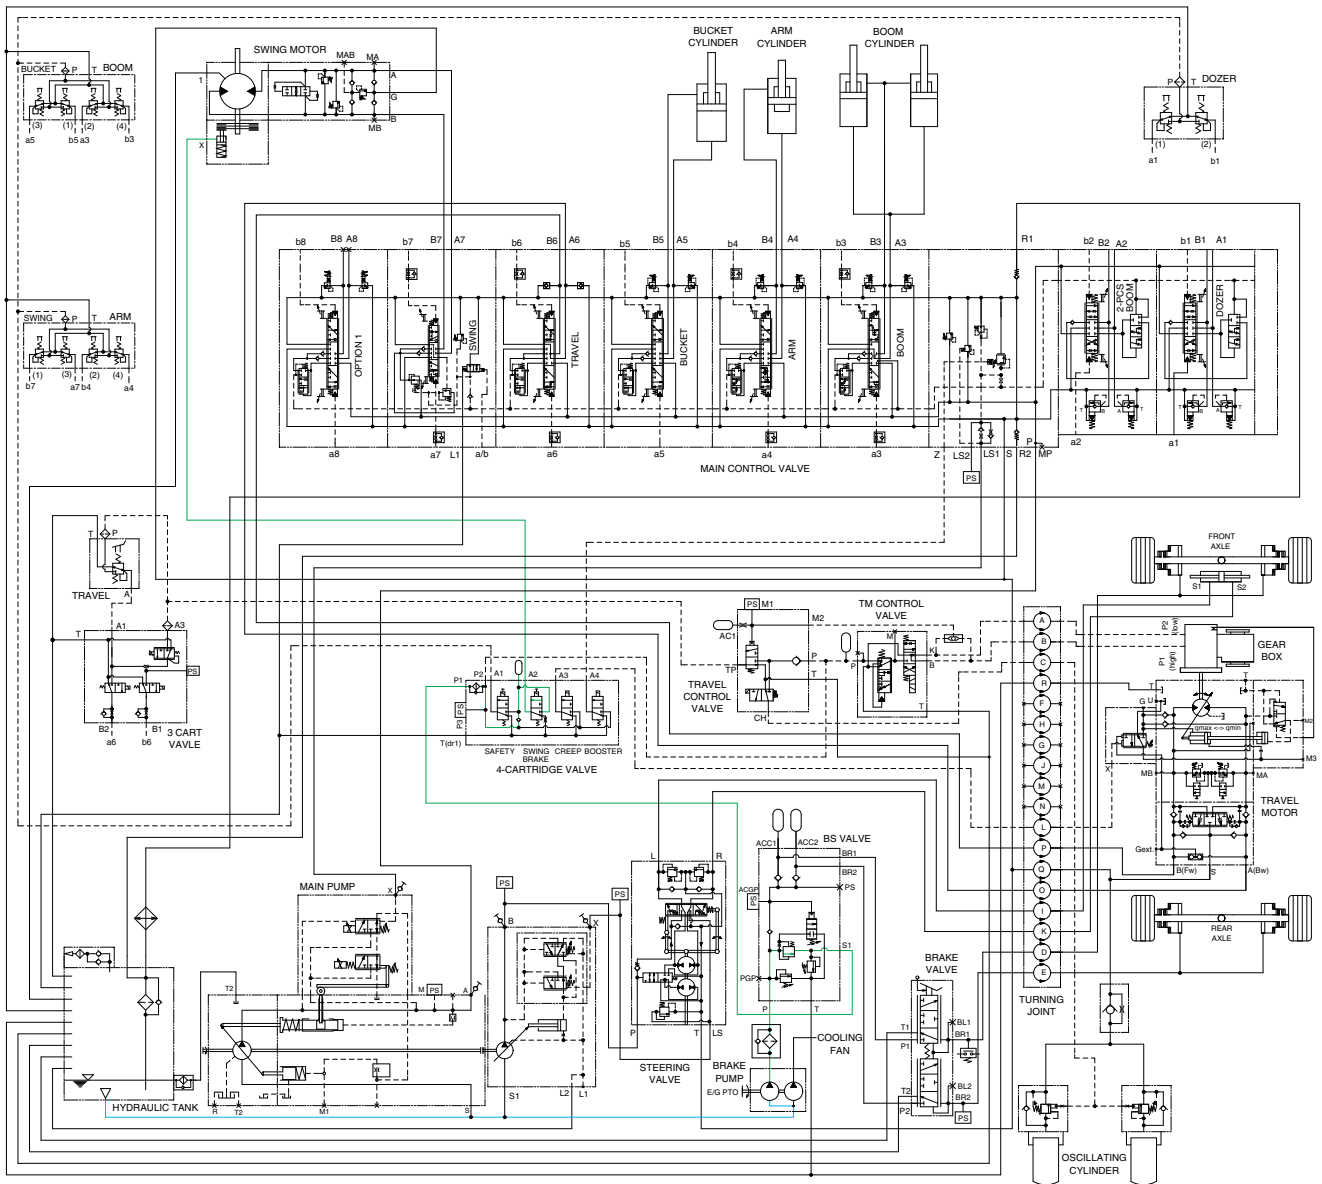 BUCKET P T BOOM
(3) (1) (2) (4)
a5 b5 a3 b3
SWING MOTOR
MAB MA
1
A
G
B
MB
X
BUCKET CYLINDER
ARM CYLINDER
BOOM CYLINDER
P T DOZER
(1) (2)
a1 b1
SWING P T ARM
(1) (3) (2) (4)
b7 a7 b4 a4
b8 B8 A8 b7 B7 A7 b6 B6 A6 b5 B5 A5 b4 B4 A4 b3 B3 A3 R1 b2 B2 A2 b1 B1 A1
OPTION 1
SWING
TRAVEL
BUCKET
ARM
BOOM
2-PCS BOOM
DOZER
T B A T T B A T
a8 a7 L1 a/b a6 a5 a4 a3 Z LS2 LS1 S R2 P MP a2 a1
PS
MAIN CONTROL VALVE
T P
A
TRAVEL
T A1 A3
PS
B2 B1
a6 b6
3 CART VAVLE
P1 P2 A1 A2 A3 A4
PS
P3
T(dr1)
SAFETY SWING BRAKE CREEP BOOSTER
4-CARTRIDGE VALVE
PS M1
M2
AC1
TP
P
T
CH
TRAVEL CONTROL VALVE
TM CONTROL VALVE
M
K
P B
T
A
B
C
R
F
H
G
J
M
N
L
P
Q
O
I
K
D
E
TURNING JOINT
FRONT AXLE
S1 S2
P2 (low)
P1 (high)
GEAR BOX
T T
G U
qmax <-> qmin
M2
M3
X
MB MA
TRAVEL MOTOR
Gext.
B(Fw) S A(Bw)
REAR AXLE
MAIN PUMP
X
T2 M PS A
R T2 M1 S
HYDRAULIC TANK
PS
B X
S1 L2 L1
PS
L R
P T LS
STEERING VALVE
BS VALVE
ACC1 ACC2
BR1
BR2
PS
ACGP
PS
S1
PGP
P T
COOLING FAN
BRAKE PUMP
E/G PTO
BRAKE VALVE
T1 BL1
P1 BR1
T2 BL2
P2 BR2
PS
OSCILLATING CYLINDER